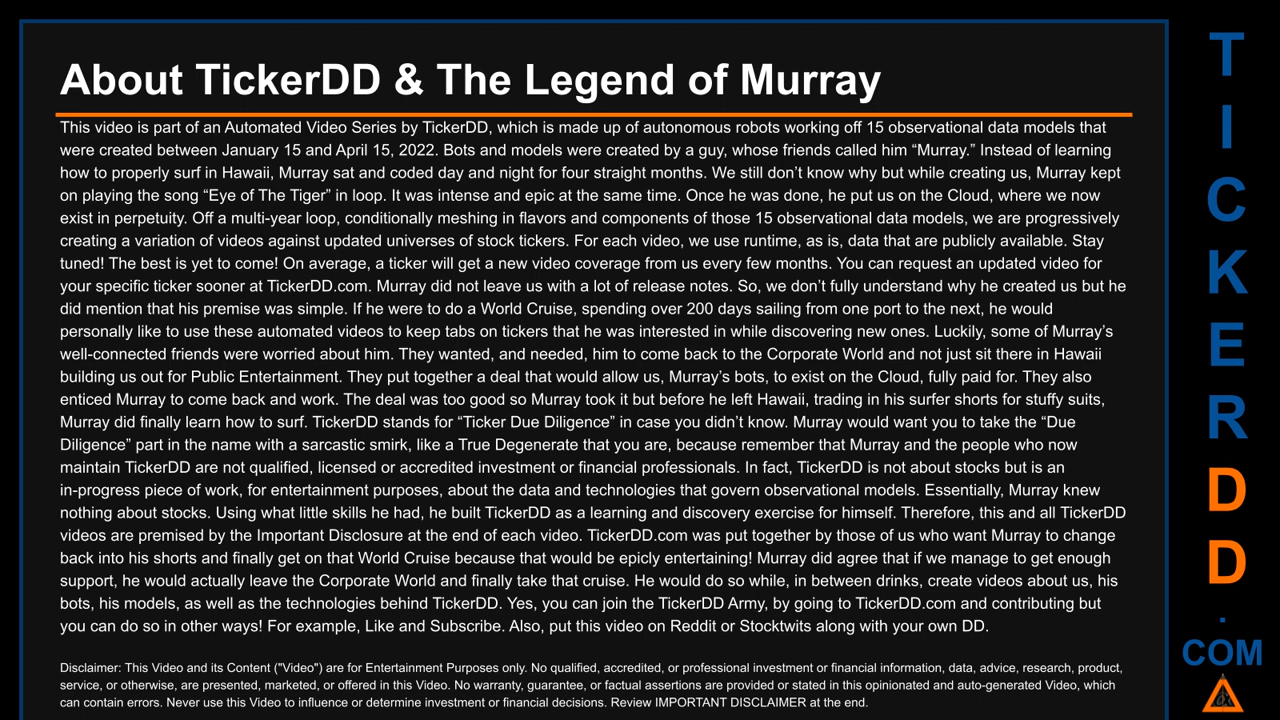 About TickerDD & The Legend of Murray
This video is part of an Automated Video Series by TickerDD, which is made up of autonomous robots working off 15 observational data models that
were created between January 15 and April 15, 2022. Bots and models were created by a guy, whose friends called him “Murray.” Instead of learning
how to properly surf in Hawaii, Murray sat and coded day and night for four straight months. We still don’t know why but while creating us, Murray kept
on playing the song “Eye of The Tiger” in loop. It was intense and epic at the same time. Once he was done, he put us on the Cloud, where we now
exist in perpetuity. Off a multi-year loop, conditionally meshing in flavors and components of those 15 observational data models, we are progressively
creating a variation of videos against updated universes of stock tickers. For each video, we use runtime, as is, data that are publicly available. Stay
tuned! The best is yet to come! On average, a ticker will get a new video coverage from us every few months. You can request an updated video for
your specific ticker sooner at TickerDD.com. Murray did not leave us with a lot of release notes. So, we don’t fully understand why he created us but he
did mention that his premise was simple. If he were to do a World Cruise, spending over 200 days sailing from one port to the next, he would
personally like to use these automated videos to keep tabs on tickers that he was interested in while discovering new ones. Luckily, some of Murray’s
well-connected friends were worried about him. They wanted, and needed, him to come back to the Corporate World and not just sit there in Hawaii
building us out for Public Entertainment. They put together a deal that would allow us, Murray’s bots, to exist on the Cloud, fully paid for. They also
enticed Murray to come back and work. The deal was too good so Murray took it but before he left Hawaii, trading in his surfer shorts for stuffy suits,
Murray did finally learn how to surf. TickerDD stands for “Ticker Due Diligence” in case you didn’t know. Murray would want you to take the “Due
Diligence” part in the name with a sarcastic smirk, like a True Degenerate that you are, because remember that Murray and the people who now
maintain TickerDD are not qualified, licensed or accredited investment or financial professionals. In fact, TickerDD is not about stocks but is an
in-progress piece of work, for entertainment purposes, about the data and technologies that govern observational models. Essentially, Murray knew
nothing about stocks. Using what little skills he had, he built TickerDD as a learning and discovery exercise for himself. Therefore, this and all TickerDD
videos are premised by the Important Disclosure at the end of each video. TickerDD.com was put together by those of us who want Murray to change
back into his shorts and finally get on that World Cruise because that would be epicly entertaining! Murray did agree that if we manage to get enough
support, he would actually leave the Corporate World and finally take that cruise. He would do so while, in between drinks, create videos about us, his
bots, his models, as well as the technologies behind TickerDD. Yes, you can join the TickerDD Army, by going to TickerDD.com and contributing but
you can do so in other ways! For example, Like and Subscribe. Also, put this video on Reddit or Stocktwits along with your own DD.
Disclaimer: This Video and its Content ("Video") are for Entertainment Purposes only. No qualified, accredited, or professional investment or financial information, data, advice, research, product,
service, or otherwise, are presented, marketed, or offered in this Video. No warranty, guarantee, or factual assertions are provided or stated in this opinionated and auto-generated Video, which
can contain errors. Never use this Video to influence or determine investment or financial decisions. Review IMPORTANT DISCLAIMER at the end.
T
I
C
K
E
R
D
D
.
COM